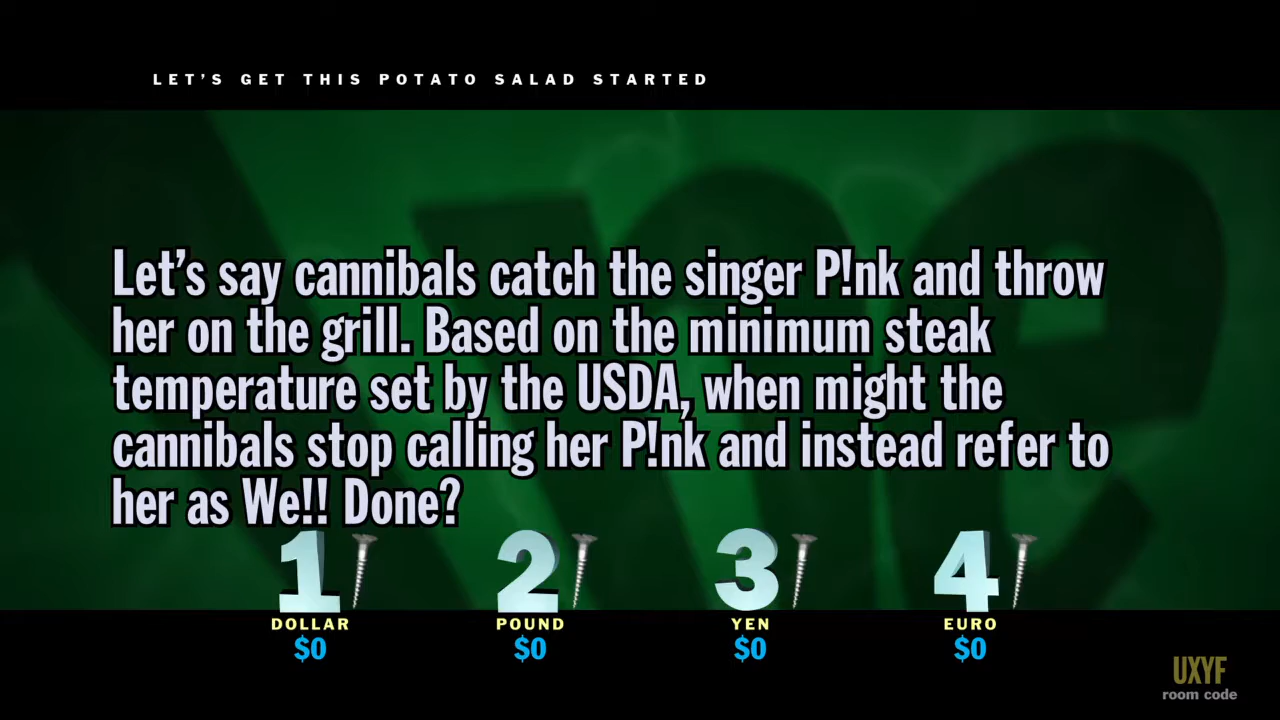 LET'S GET THIS POTATO SALAD STARTED
Let's say cannibals catch the singer P!nk and throw
her on the grill. Based on the minimum steak
temperature set by the USDA, when might the
cannibals stop calling her P!nk and instead refer to
her as We!! Done?
1 2 3 4
DOLLAR POUND YEN EURO
$0 $0 $0 $0
UXYF
room code